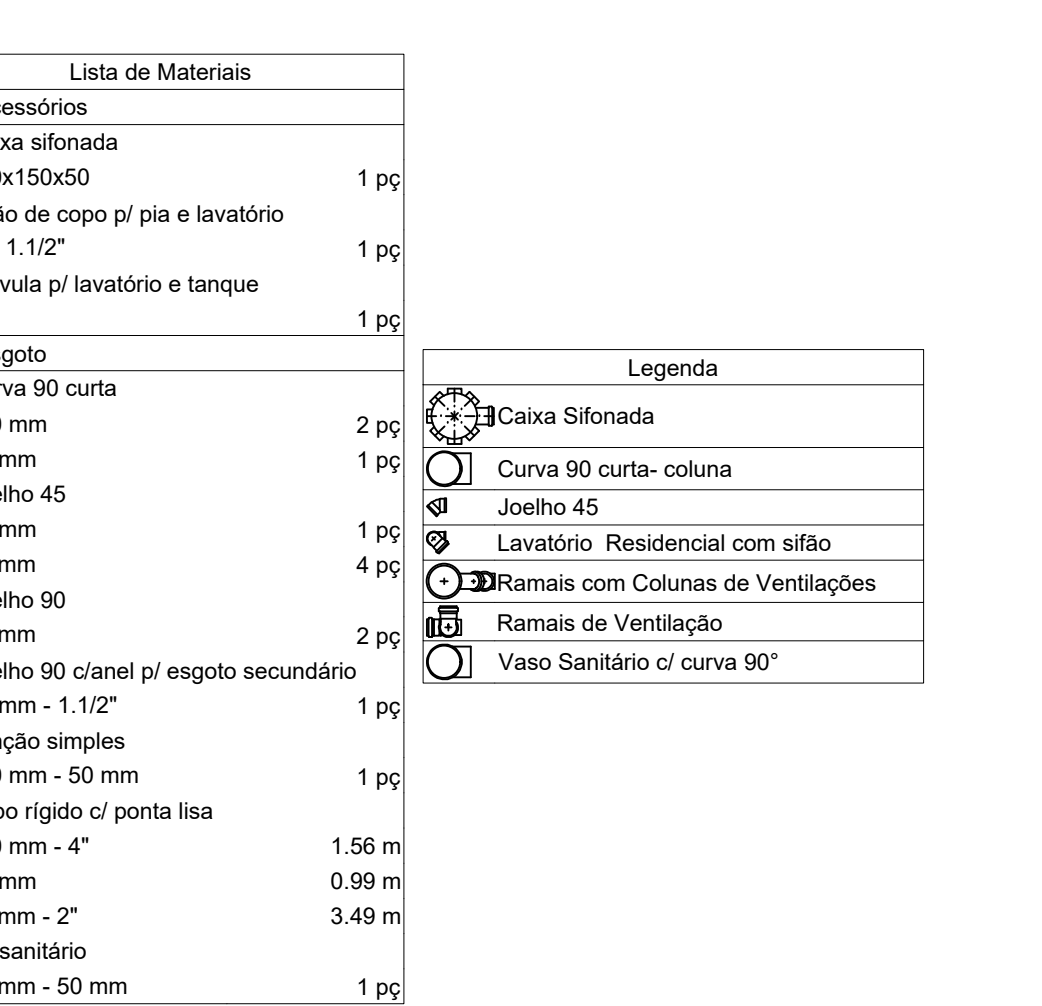 Lista de Materiais
essórios
xa sifonada
x150x50 1 pç
ão de copo p/ pia e lavatório
1.1/2" 1 pç
vula p/ lavatório e tanque
1 pç
goto
va 90 curta
mm 2 pç
mm 1 pç
lho 45
mm 1 pç
mm 4 pç
lho 90
mm 2 pç
lho 90 c/anel p/ esgoto secundário
mm - 1.1/2" 1 pç
ção simples
mm - 50 mm 1 pç
o rígido c/ ponta lisa
mm - 4" 1.56 m
mm 0.99 m
mm - 2" 3.49 m
sanitário
mm - 50 mm 1 pç
Legenda
Caixa Sifonada
Curva 90 curta- coluna
Joelho 45
Lavatório Residencial com sifão
Ramais com Colunas de Ventilações
Ramais de Ventilação
Vaso Sanitário c/ curva 90°